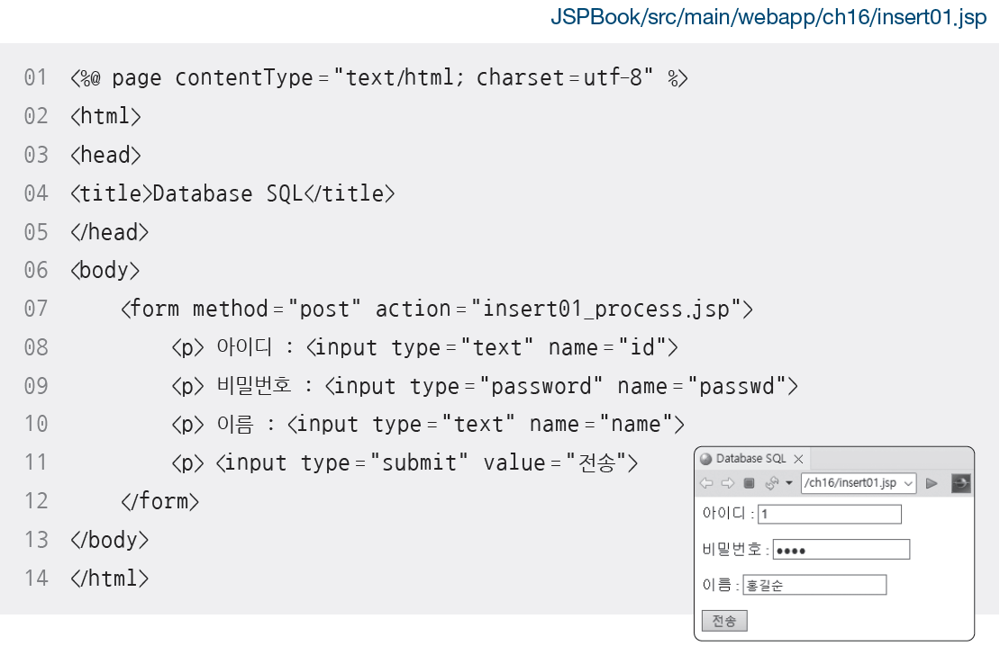 JSPBook/src/main/webapp/ch16/insert01.jsp
01 <%@ page contentType="text/html; charset=utf-8" %>
02 <html>
03 <head>
04 <title>Database SQL</title>
05 </head>
06 <body>
07 <form method="post" action="insert01_process.jsp">
08 <p> 아이디 : <input type="text" name="id">
09 <p> 비밀번호 : <input type="password" name="passwd">
10 <p> 이름 : <input type="text" name="name">
11 <p> <input type="submit" value="전송">
12 </form>
13 </body>
14 </html>
Database SQL
/ch16/insert01.jsp
아이디 : 1
비밀번호 : ●●●●
이름 : 홍길순
전송